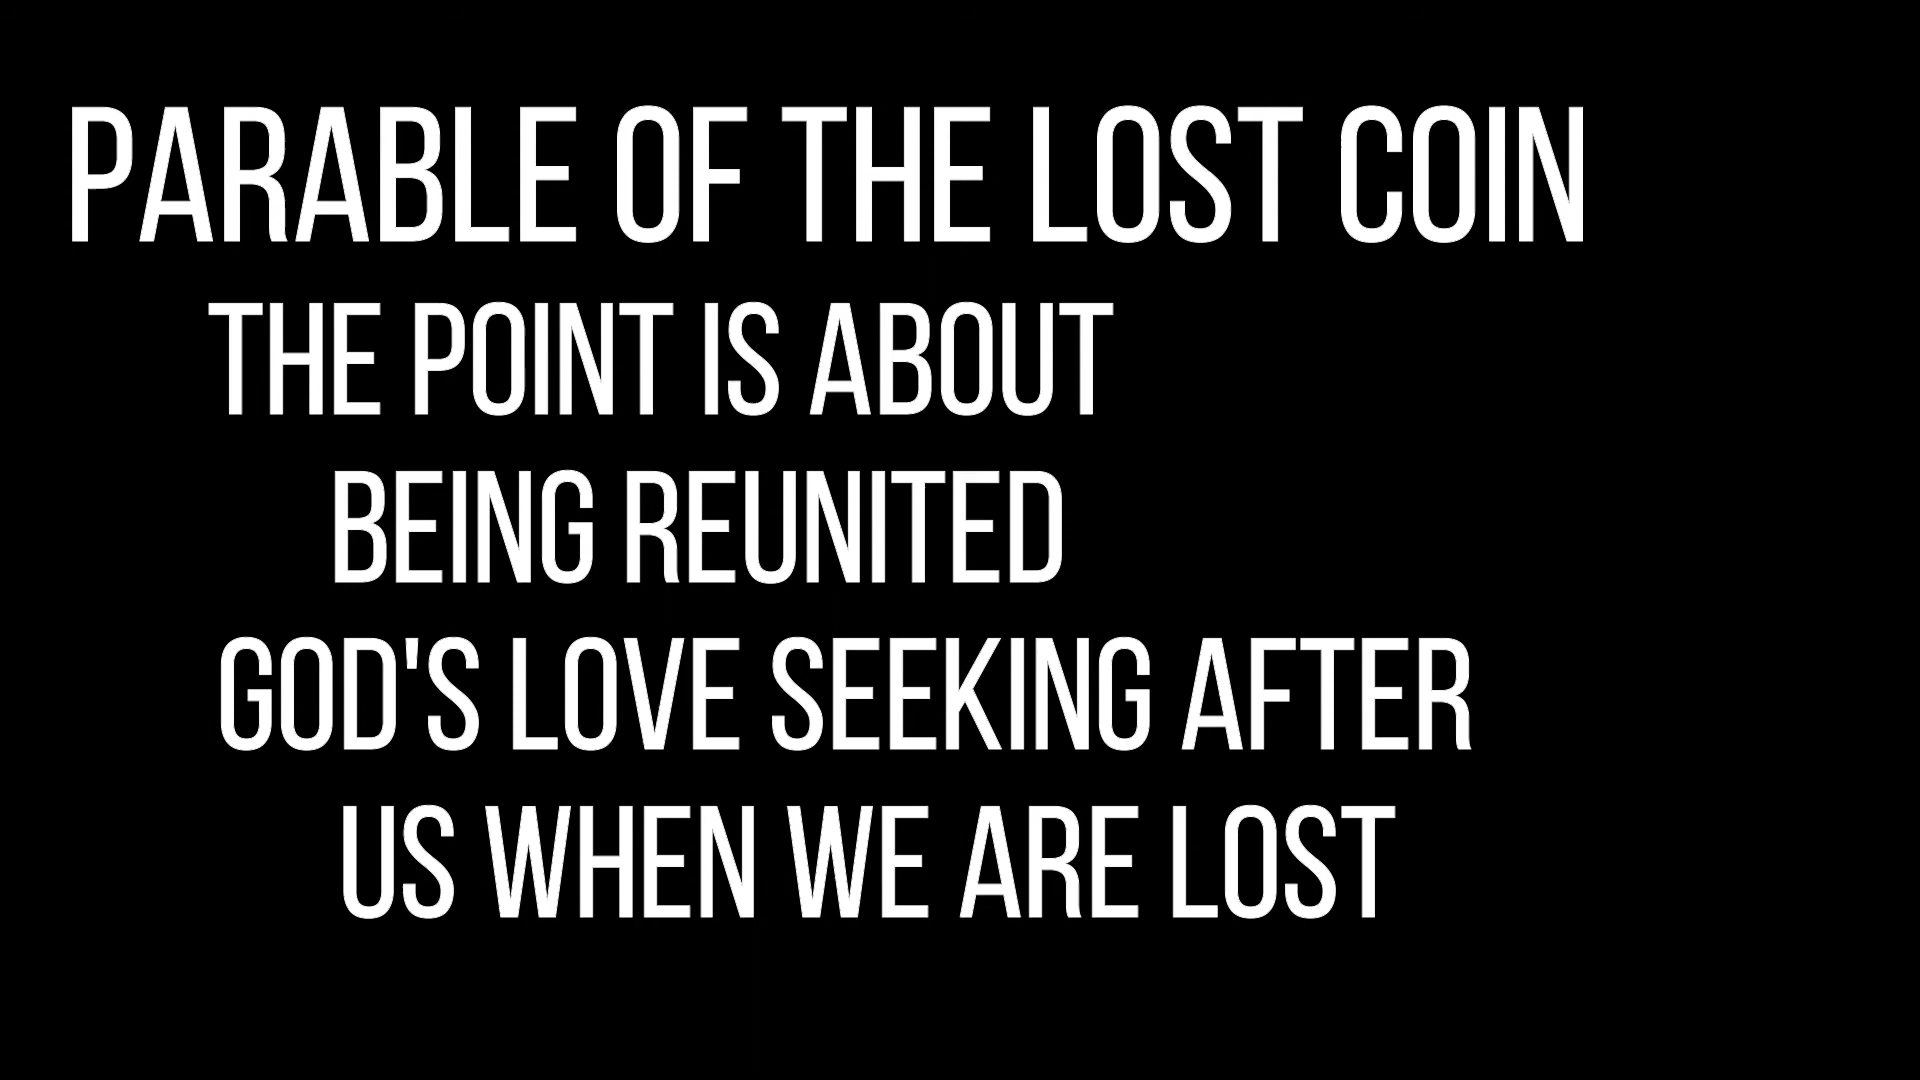 PARABLE OF THE LOST COIN
THE POINT IS ABOUT
BEING REUNITED
GOD'S LOVE SEEKING AFTER
US WHEN WE ARE LOST